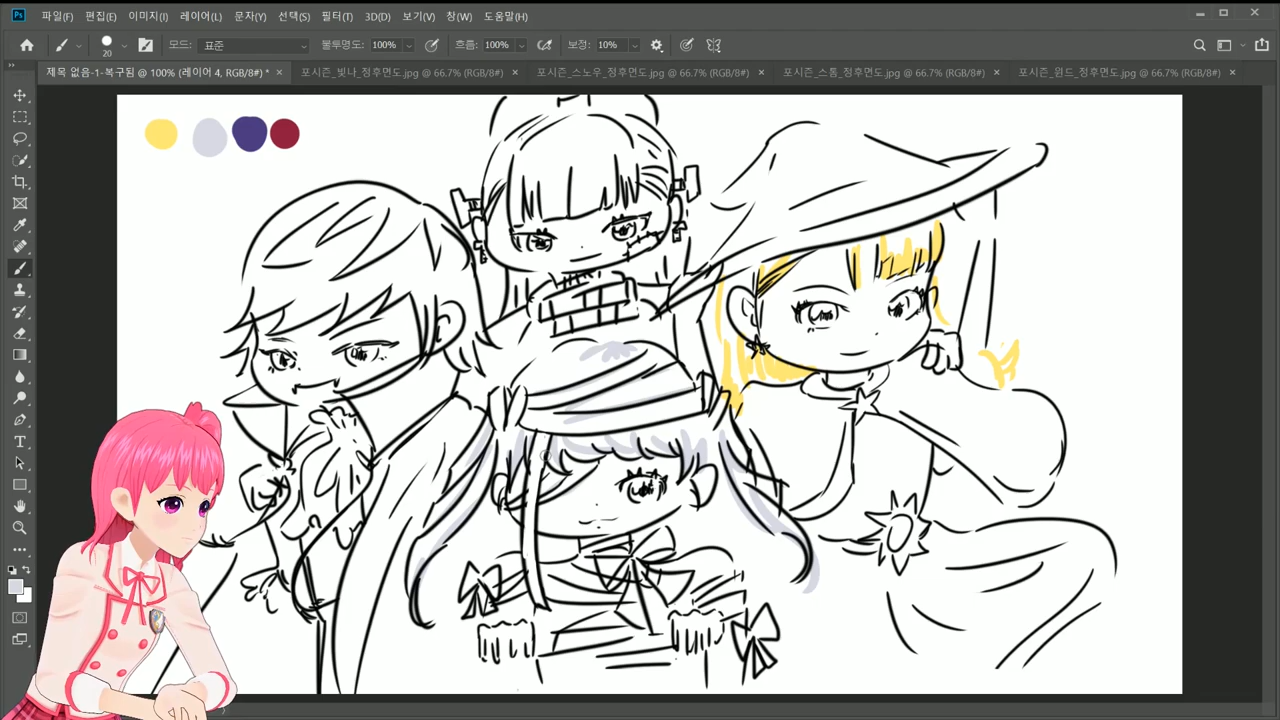 Ps 파일(F) 편집(E) 이미지(I) 레이어(L) 문자(Y) 선택(S) 필터(T) 3D(D) 보기(V) 창(W) 도움말(H)
20 모드: 표준 불투명도: 100% 흐름: 100% 보정: 10%
제목 없음-1-복구됨 @ 100% (레이어 4, RGB/8#) * 포시즌_빛나_정후면도.jpg @ 66.7% (RGB/8#) 포시즌_스노우_정후면도.jpg @ 66.7% (RGB/8#) 포시즌_스톰_정후면도.jpg @ 66.7% (RGB/8#) 포시즌_윈드_정후면도.jpg @ 66.7% (RGB/8#)